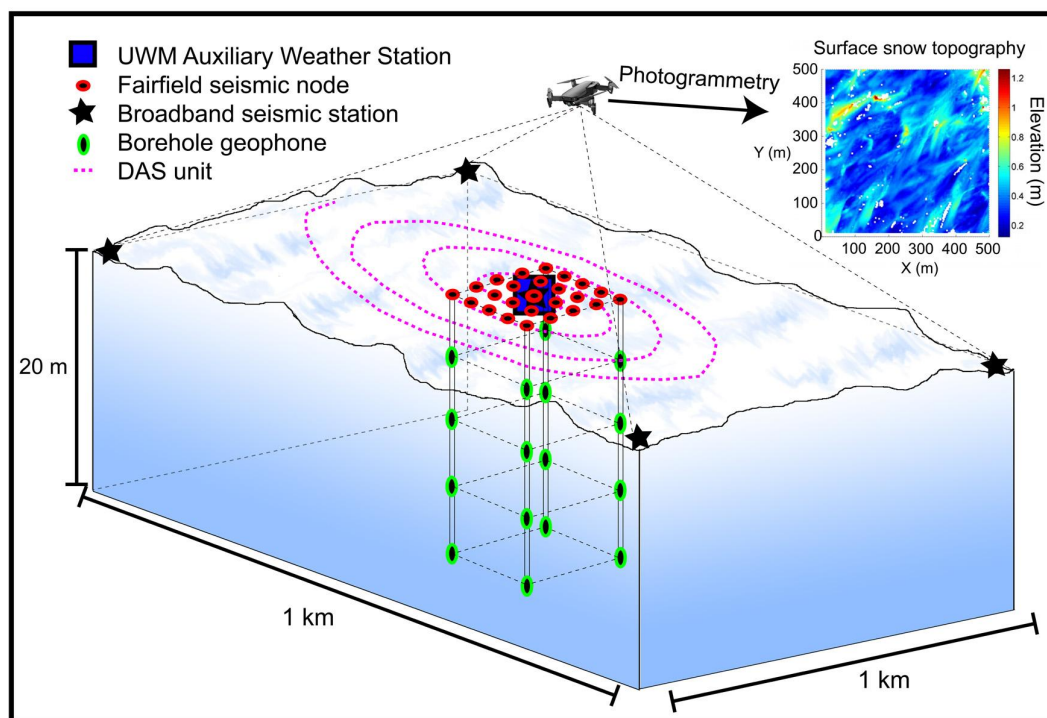 UWM Auxiliary Weather Station
Fairfield seismic node
Broadband seismic station
Borehole geophone
DAS unit
Photogrammetry
Surface snow topography
500
400
300
Y (m)
200
100
0
100 200 300 400 500
X (m)
1.2
1
0.8
0.6
0.4
0.2
Elevation (m)
20 m
1 km
1 km